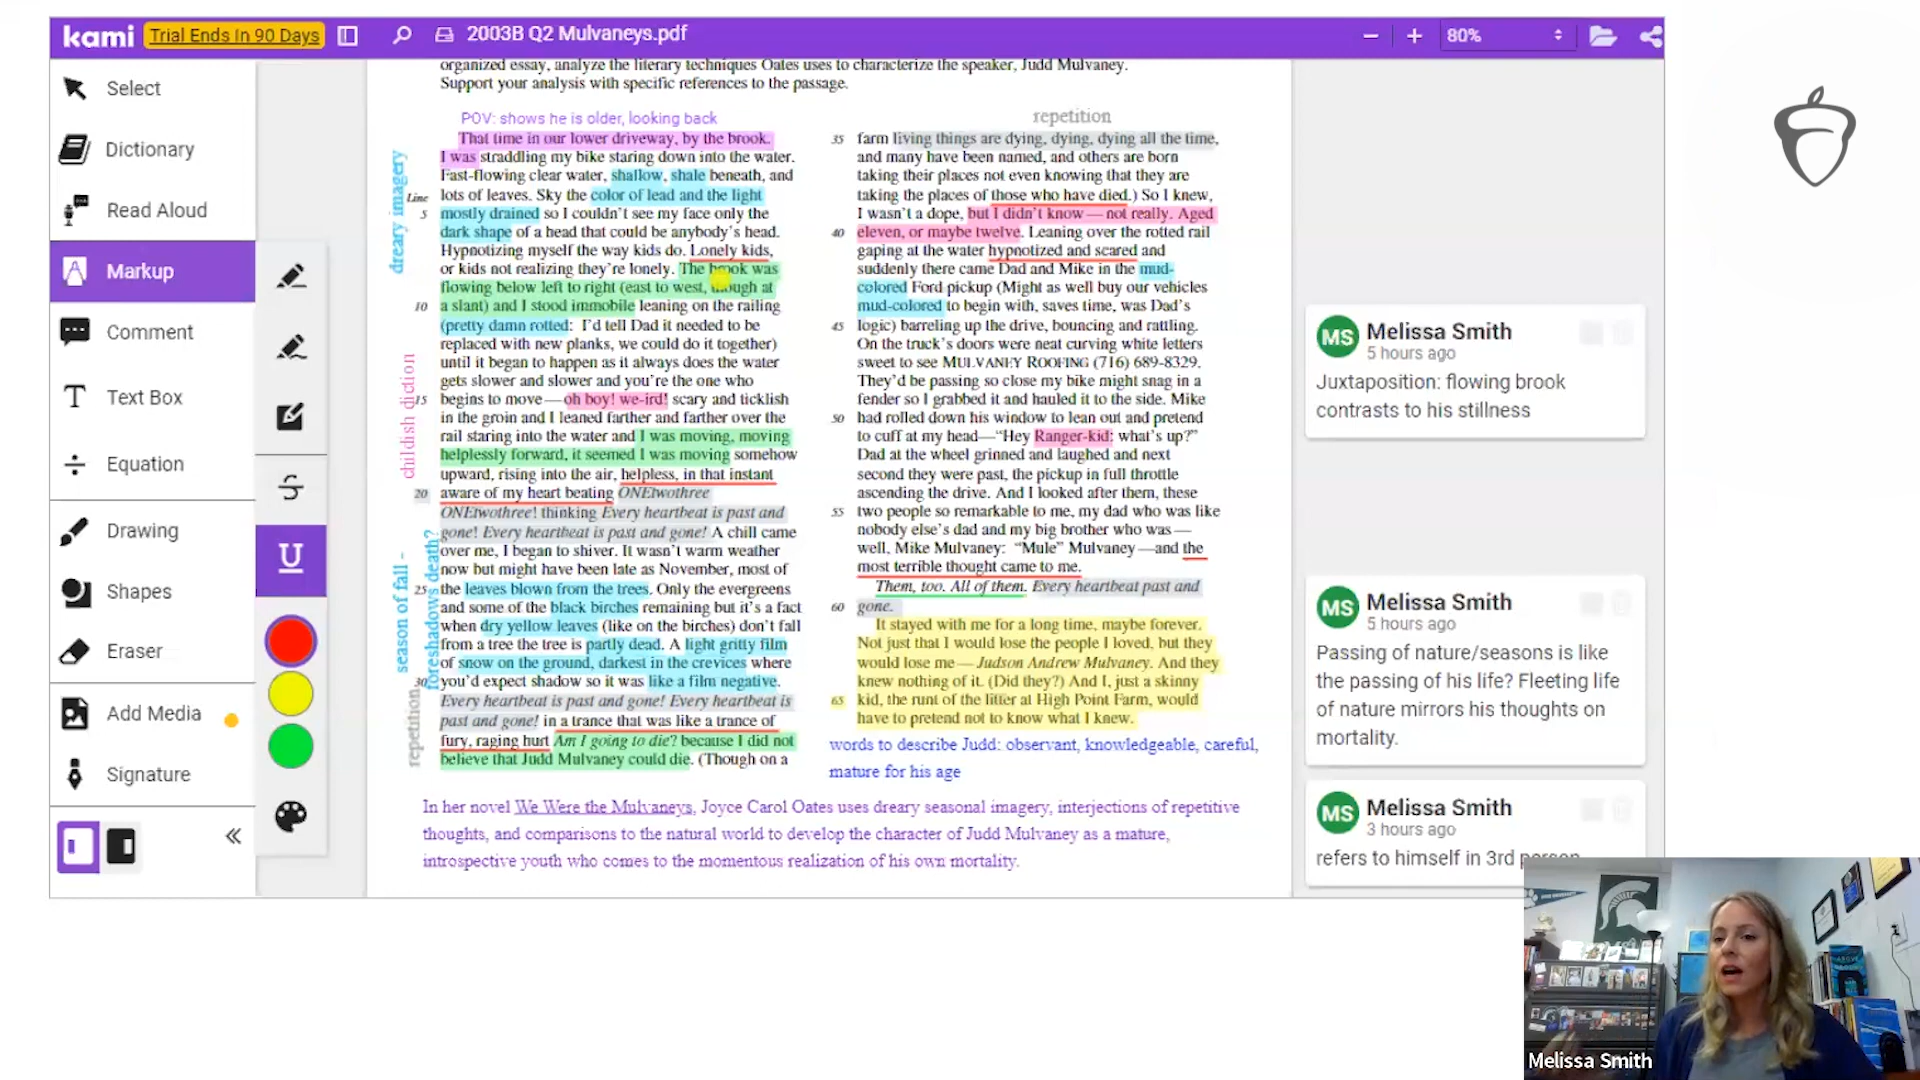 kami
Trial Ends In 90 Days
2003B Q2 Mulvaneys.pdf
80%
Select
Dictionary
Read Aloud
Markup
Comment
T Text Box
Equation
Drawing
Shapes
Eraser
Add Media
Signature
S
U
organized essay, analyze the literary techniques Oates uses to characterize the speaker, Judd Mulvaney.
Support your analysis with specific references to the passage.
POV: shows he is older, looking back
dreary imagery
childish diction
season of fall -
foreshadows death?
repetition
That time in our lower driveway, by the brook.
I was straddling my bike staring down into the water.
Fast-flowing clear water, shallow, shale beneath, and
Line lots of leaves. Sky the color of lead and the light
5 mostly drained so I couldn't see my face only the
dark shape of a head that could be anybody's head.
Hypnotizing myself the way kids do. Lonely kids,
or kids not realizing they're lonely. The brook was
flowing below left to right (east to west, though at
10 a slant) and I stood immobile leaning on the railing
(pretty damn rotted: I'd tell Dad it needed to be
replaced with new planks, we could do it together)
until it began to happen as it always does the water
gets slower and slower and you're the one who
15 begins to move—oh boy! we-ird! scary and ticklish
in the groin and I leaned farther and farther over the
rail staring into the water and I was moving, moving
helplessly forward, it seemed I was moving somehow
upward, rising into the air, helpless, in that instant
20 aware of my heart beating ONEtwothree
ONEtwothree! thinking Every heartbeat is past and
gone! Every heartbeat is past and gone! A chill came
over me, I began to shiver. It wasn't warm weather
now but might have been late as November, most of
25 the leaves blown from the trees. Only the evergreens
and some of the black birches remaining but it's a fact
when dry yellow leaves (like on the birches) don't fall
from a tree the tree is partly dead. A light gritty film
of snow on the ground, darkest in the crevices where
30 you'd expect shadow so it was like a film negative.
Every heartbeat is past and gone! Every heartbeat is
past and gone! in a trance that was like a trance of
fury, raging hurt Am I going to die? because I did not
believe that Judd Mulvaney could die. (Though on a
repetition
35 farm living things are dying, dying, dying all the time,
and many have been named, and others are born
taking their places not even knowing that they are
taking the places of those who have died.) So I knew,
I wasn't a dope, but I didn't know—not really. Aged
40 eleven, or maybe twelve. Leaning over the rotted rail
gaping at the water hypnotized and scared and
suddenly there came Dad and Mike in the mud-
colored Ford pickup (Might as well buy our vehicles
mud-colored to begin with, saves time, was Dad's
45 logic) barreling up the drive, bouncing and rattling.
On the truck's doors were neat curving white letters
sweet to see MULVANEY ROOFING (716) 689-8329.
They'd be passing so close my bike might snag in a
fender so I grabbed it and hauled it to the side. Mike
50 had rolled down his window to lean out and pretend
to cuff at my head—“Hey Ranger-kid: what's up?”
Dad at the wheel grinned and laughed and next
second they were past, the pickup in full throttle
ascending the drive. And I looked after them, these
55 two people so remarkable to me, my dad who was like
nobody else's dad and my big brother who was—
well, Mike Mulvaney: “Mule” Mulvaney—and the
most terrible thought came to me.
Them, too. All of them. Every heartbeat past and
60 gone.
It stayed with me for a long time, maybe forever.
Not just that I would lose the people I loved, but they
would lose me—Judson Andrew Mulvaney. And they
knew nothing of it. (Did they?) And I, just a skinny
65 kid, the runt of the litter at High Point Farm, would
have to pretend not to know what I knew.
words to describe Judd: observant, knowledgeable, careful,
mature for his age
In her novel We Were the Mulvaneys, Joyce Carol Oates uses dreary seasonal imagery, interjections of repetitive
thoughts, and comparisons to the natural world to develop the character of Judd Mulvaney as a mature,
introspective youth who comes to the momentous realization of his own mortality.
MS Melissa Smith
5 hours ago
Juxtaposition: flowing brook
contrasts to his stillness
MS Melissa Smith
5 hours ago
Passing of nature/seasons is like
the passing of his life? Fleeting life
of nature mirrors his thoughts on
mortality.
MS Melissa Smith
3 hours ago
refers to himself in 3rd person
Melissa Smith